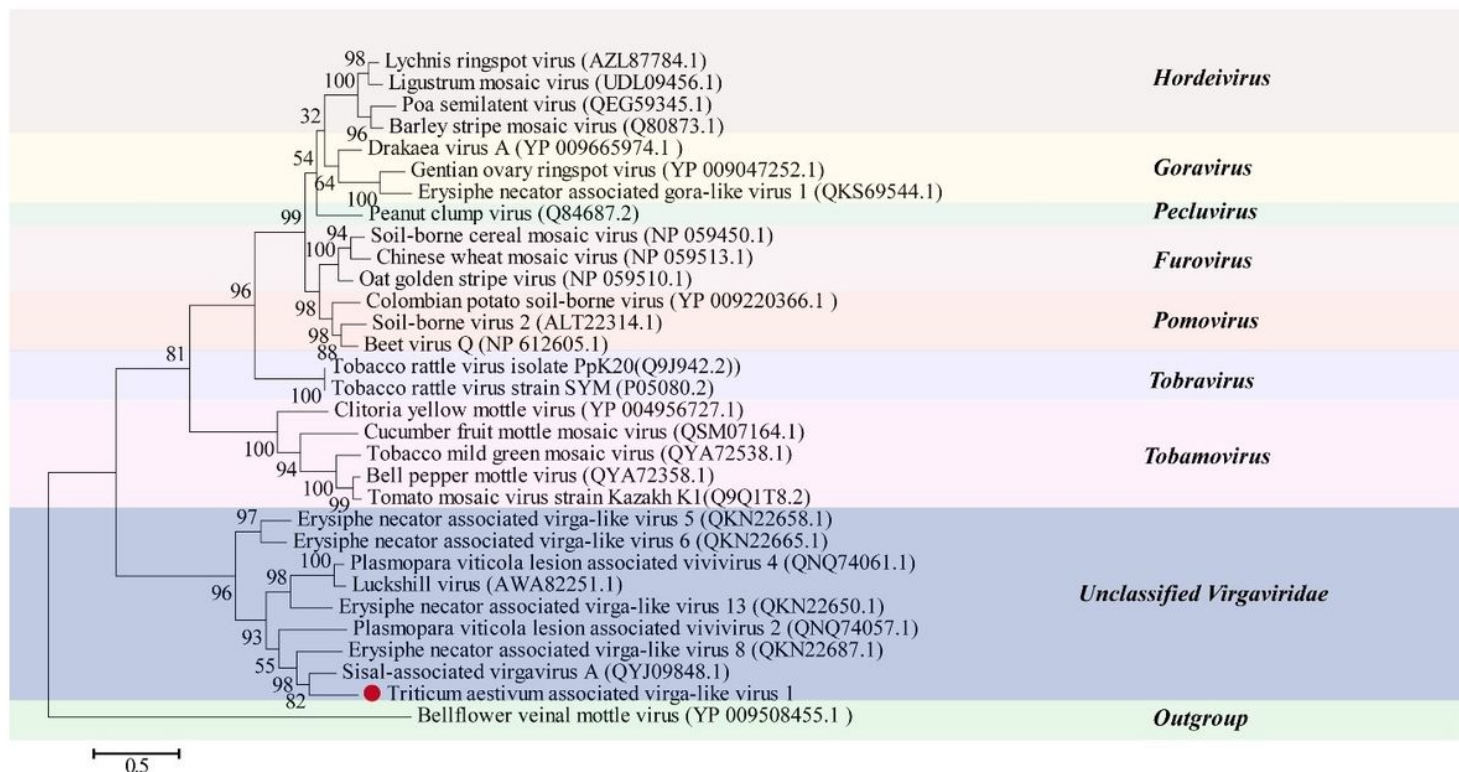 98 Lychnis ringspot virus (AZL87784.1)
100 Ligustrum mosaic virus (UDL09456.1)
Hordeivirus
Poa semilatent virus (QEG59345.1)
32
96 Barley stripe mosaic virus (Q80873.1)
Drakaea virus A (YP 009665974.1 )
54
Gentian ovary ringspot virus (YP 009047252.1)
Goravirus
64
100 Erysiphe necator associated gora-like virus 1 (QKS69544.1)
99 Peanut clump virus (Q84687.2)
Pecluvirus
94 Soil-borne cereal mosaic virus (NP 059450.1)
100 Chinese wheat mosaic virus (NP 059513.1)
Furovirus
Oat golden stripe virus (NP 059510.1)
96
98 Colombian potato soil-borne virus (YP 009220366.1 )
Soil-borne virus 2 (ALT22314.1)
Pomovirus
98
88 Beet virus Q (NP 612605.1)
81
Tobacco rattle virus isolate PpK20(Q9J942.2))
Tobravirus
100 Tobacco rattle virus strain SYM (P05080.2)
Clitoria yellow mottle virus (YP 004956727.1)
Cucumber fruit mottle mosaic virus (QSM07164.1)
100
Tobacco mild green mosaic virus (QYA72538.1)
Tobamovirus
94
Bell pepper mottle virus (QYA72358.1)
100
99 Tomato mosaic virus strain Kazakh K1(Q9Q1T8.2)
97 Erysiphe necator associated virga-like virus 5 (QKN22658.1)
Erysiphe necator associated virga-like virus 6 (QKN22665.1)
100 Plasmopara viticola lesion associated vivivirus 4 (QNQ74061.1)
98 Luckshill virus (AWA82251.1)
96
Unclassified Virgaviridae
Erysiphe necator associated virga-like virus 13 (QKN22650.1)
93
Plasmopara viticola lesion associated vivivirus 2 (QNQ74057.1)
Erysiphe necator associated virga-like virus 8 (QKN22687.1)
55
Sisal-associated virgavirus A (QYJ09848.1)
98
82 Triticum aestivum associated virga-like virus 1
Bellflower veinal mottle virus (YP 009508455.1 )
Outgroup
0.5